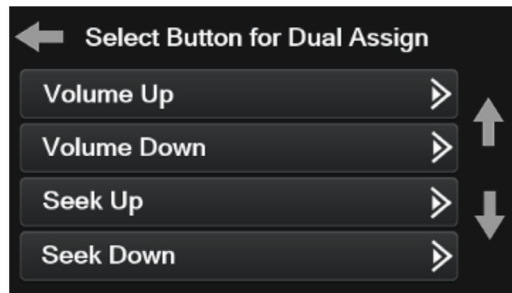 Select Button for Dual Assign
Volume Up
Volume Down
Seek Up
Seek Down